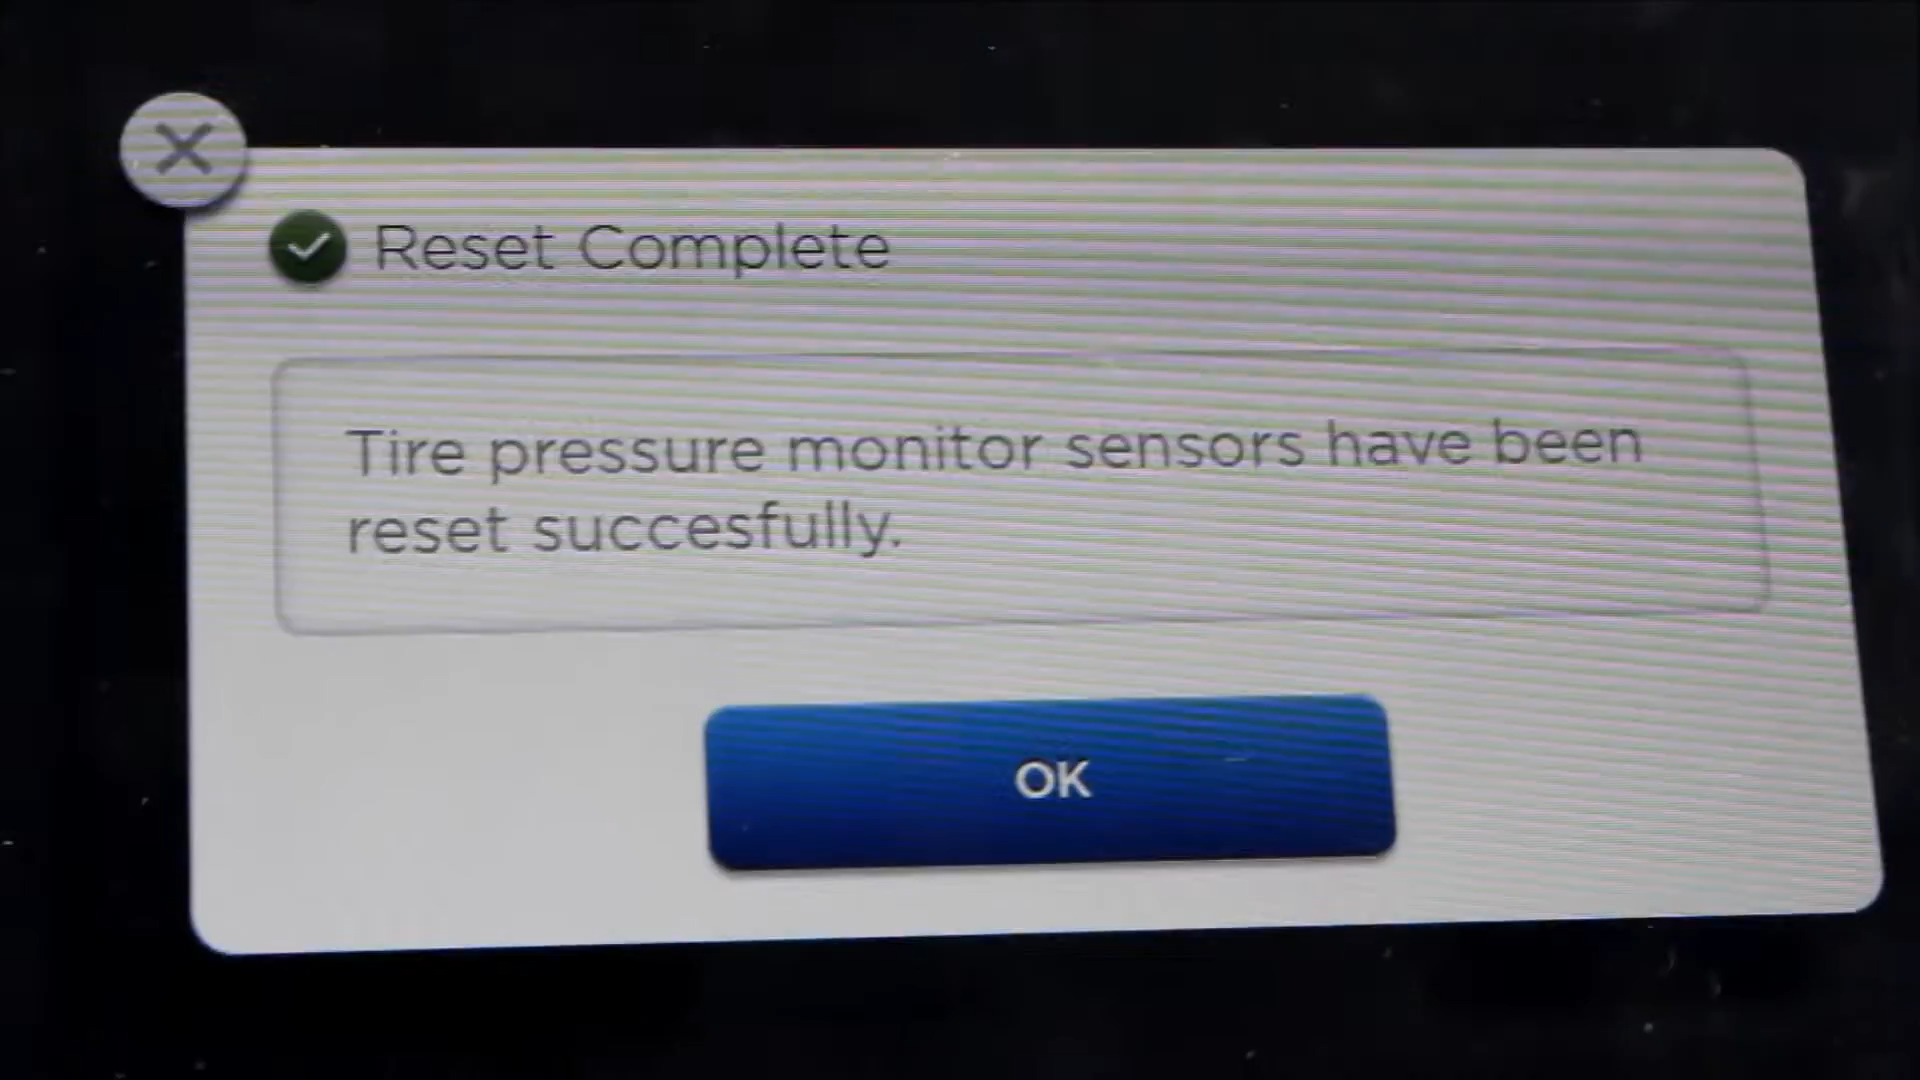 Reset Complete
Tire pressure monitor sensors have been
reset succesfully.
OK